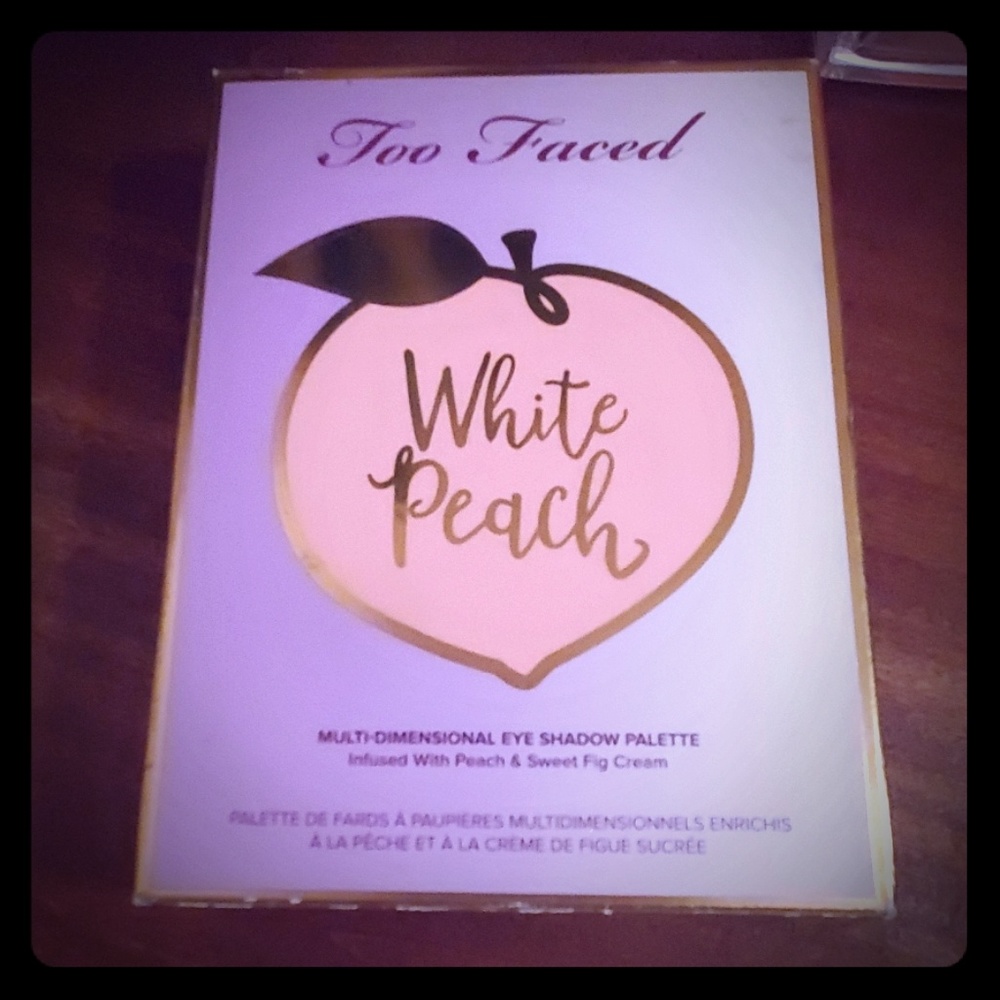 Too Faced
White
Peach
MULTI-DIMENSIONAL EYE SHADOW PALETTE
Infused With Peach & Sweet Fig Cream
PALETTE DE FARDS À PAUPIÈRES MULTIDIMENSIONNELS ENRICHIS
À LA PÊCHE ET À LA CRÈME DE FIGUE SUCRÉE